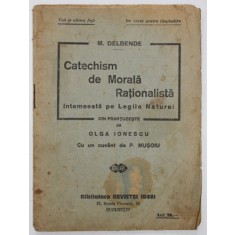 M. DELBENDE
Catechism
de Morală
Raționalistă
Intemeeată pe Legile Naturei
DIN FRANȚUZEȘTE
DE
OLGA IONESCU
Cu un cuvânt de P. MUȘOIU
Biblioteca REVISTEI IDEEI
BUCUREȘTI